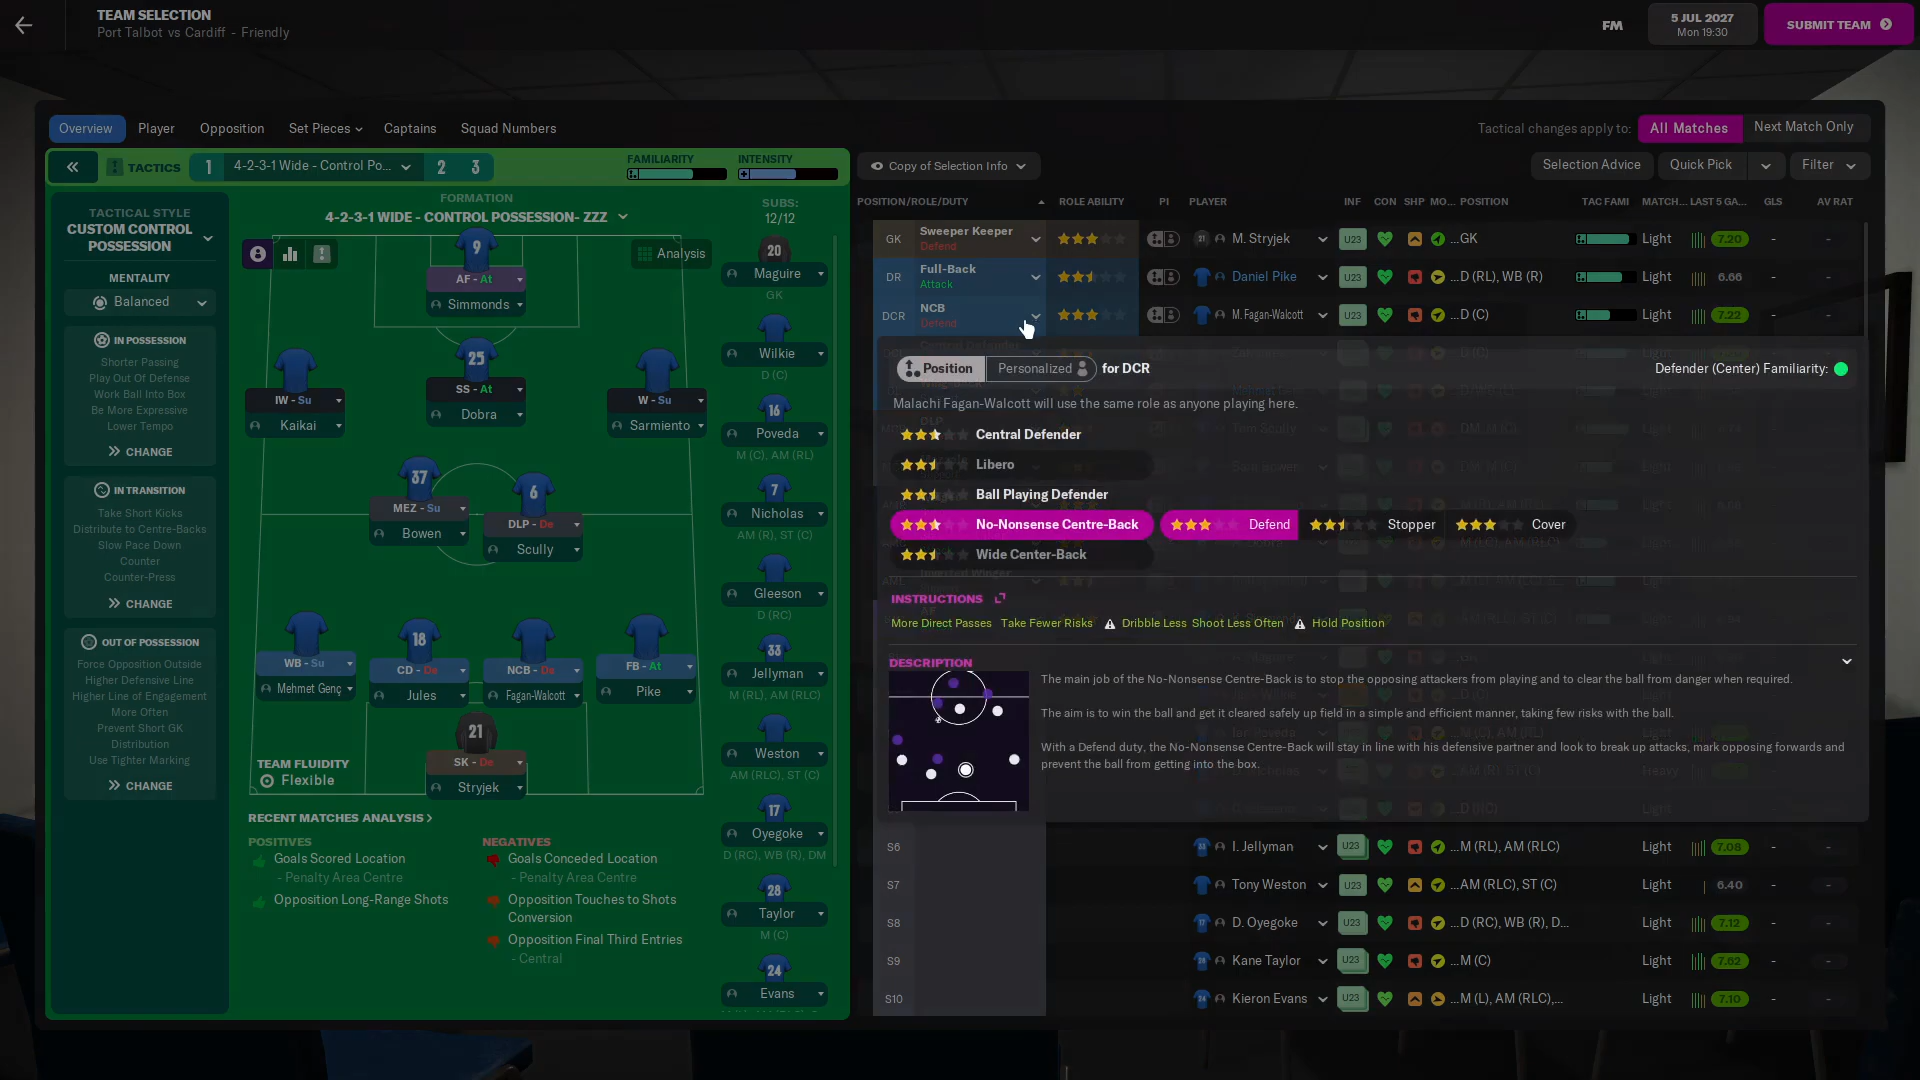 TEAM SELECTION
Port Talbot vs Cardiff - Friendly
FM
5 JUL 2027
Mon 19:30
SUBMIT TEAM
Overview
Player
Opposition
Set Pieces
Captains
Squad Numbers
Tactical changes apply to:
All Matches
Next Match Only
TACTICS
1
4-2-3-1 Wide - Control Po...
2
3
FAMILIARITY
INTENSITY
Copy of Selection Info
Selection Advice
Quick Pick
Filter
TACTICAL STYLE
CUSTOM CONTROL
POSSESSION
MENTALITY
Balanced
IN POSSESSION
Shorter Passing
Play Out Of Defense
Work Ball Into Box
Be More Expressive
Lower Tempo
CHANGE
IN TRANSITION
Take Short Kicks
Distribute to Centre-Backs
Slow Pace Down
Counter
Counter-Press
CHANGE
OUT OF POSSESSION
Force Opposition Outside
Higher Defensive Line
Higher Line of Engagement
More Often
Prevent Short GK
Distribution
Use Tighter Marking
CHANGE
FORMATION
4-2-3-1 WIDE - CONTROL POSSESSION- ZZZ
Analysis
9
AF - At
Simmonds
25
SS - At
Dobra
IW - Su
Kaikai
W - Su
Sarmiento
37
MEZ - Su
Bowen
6
DLP - De
Scully
WB - Su
Mehmet Genç
18
CD - De
Jules
NCB - De
Fagan-Walcott
FB - At
Pike
21
SK - De
Stryjek
TEAM FLUIDITY
Flexible
RECENT MATCHES ANALYSIS
POSITIVES
Goals Scored Location
- Penalty Area Centre
Opposition Long-Range Shots
NEGATIVES
Goals Conceded Location
- Penalty Area Centre
Opposition Touches to Shots
Conversion
Opposition Final Third Entries
- Central
SUBS:
12/12
20
Maguire
GK
Wilkie
D (C)
16
Poveda
M (C), AM (RL)
7
Nicholas
AM (R), ST (C)
Gleeson
D (RC)
33
Jellyman
M (RL), AM (RLC)
Weston
AM (RLC), ST (C)
17
Oyegoke
D (RC), WB (R), DM
28
Taylor
M (C)
24
Evans
POSITION/ROLE/DUTY
ROLE ABILITY
PI
PLAYER
INF
CON
SHP
MO...
POSITION
TAC FAMI
MATCH...
LAST 5 GA...
GLS
AV RAT
GK
Sweeper Keeper
Defend
M. Stryjek
U23
...GK
Light
7.20
-
-
DR
Full-Back
Attack
Daniel Pike
U23
...D (RL), WB (R)
Light
6.66
-
-
DCR
NCB
Defend
M. Fagan-Walcott
U23
...D (C)
Light
7.22
-
-
Position
Personalized
for DCR
Defender (Center) Familiarity:
Malachi Fagan-Walcott will use the same role as anyone playing here.
Central Defender
Libero
Ball Playing Defender
No-Nonsense Centre-Back
Defend
Stopper
Cover
Wide Center-Back
INSTRUCTIONS
More Direct Passes
Take Fewer Risks
Dribble Less
Shoot Less Often
Hold Position
DESCRIPTION
The main job of the No-Nonsense Centre-Back is to stop the opposing attackers from playing and to clear the ball from danger when required.
The aim is to win the ball and get it cleared safely up field in a simple and efficient manner, taking few risks with the ball.
With a Defend duty, the No-Nonsense Centre-Back will stay in line with his defensive partner and look to break up attacks, mark opposing forwards and
prevent the ball from getting into the box.
S6
I. Jellyman
U23
...M (RL), AM (RLC)
Light
7.08
-
-
S7
Tony Weston
U23
...AM (RLC), ST (C)
Light
6.40
-
-
S8
D. Oyegoke
U23
...D (RC), WB (R), D...
Light
7.12
-
-
S9
Kane Taylor
U23
...M (C)
Light
7.62
-
-
S10
Kieron Evans
U23
...M (L), AM (RLC),...
Light
7.10
-
-